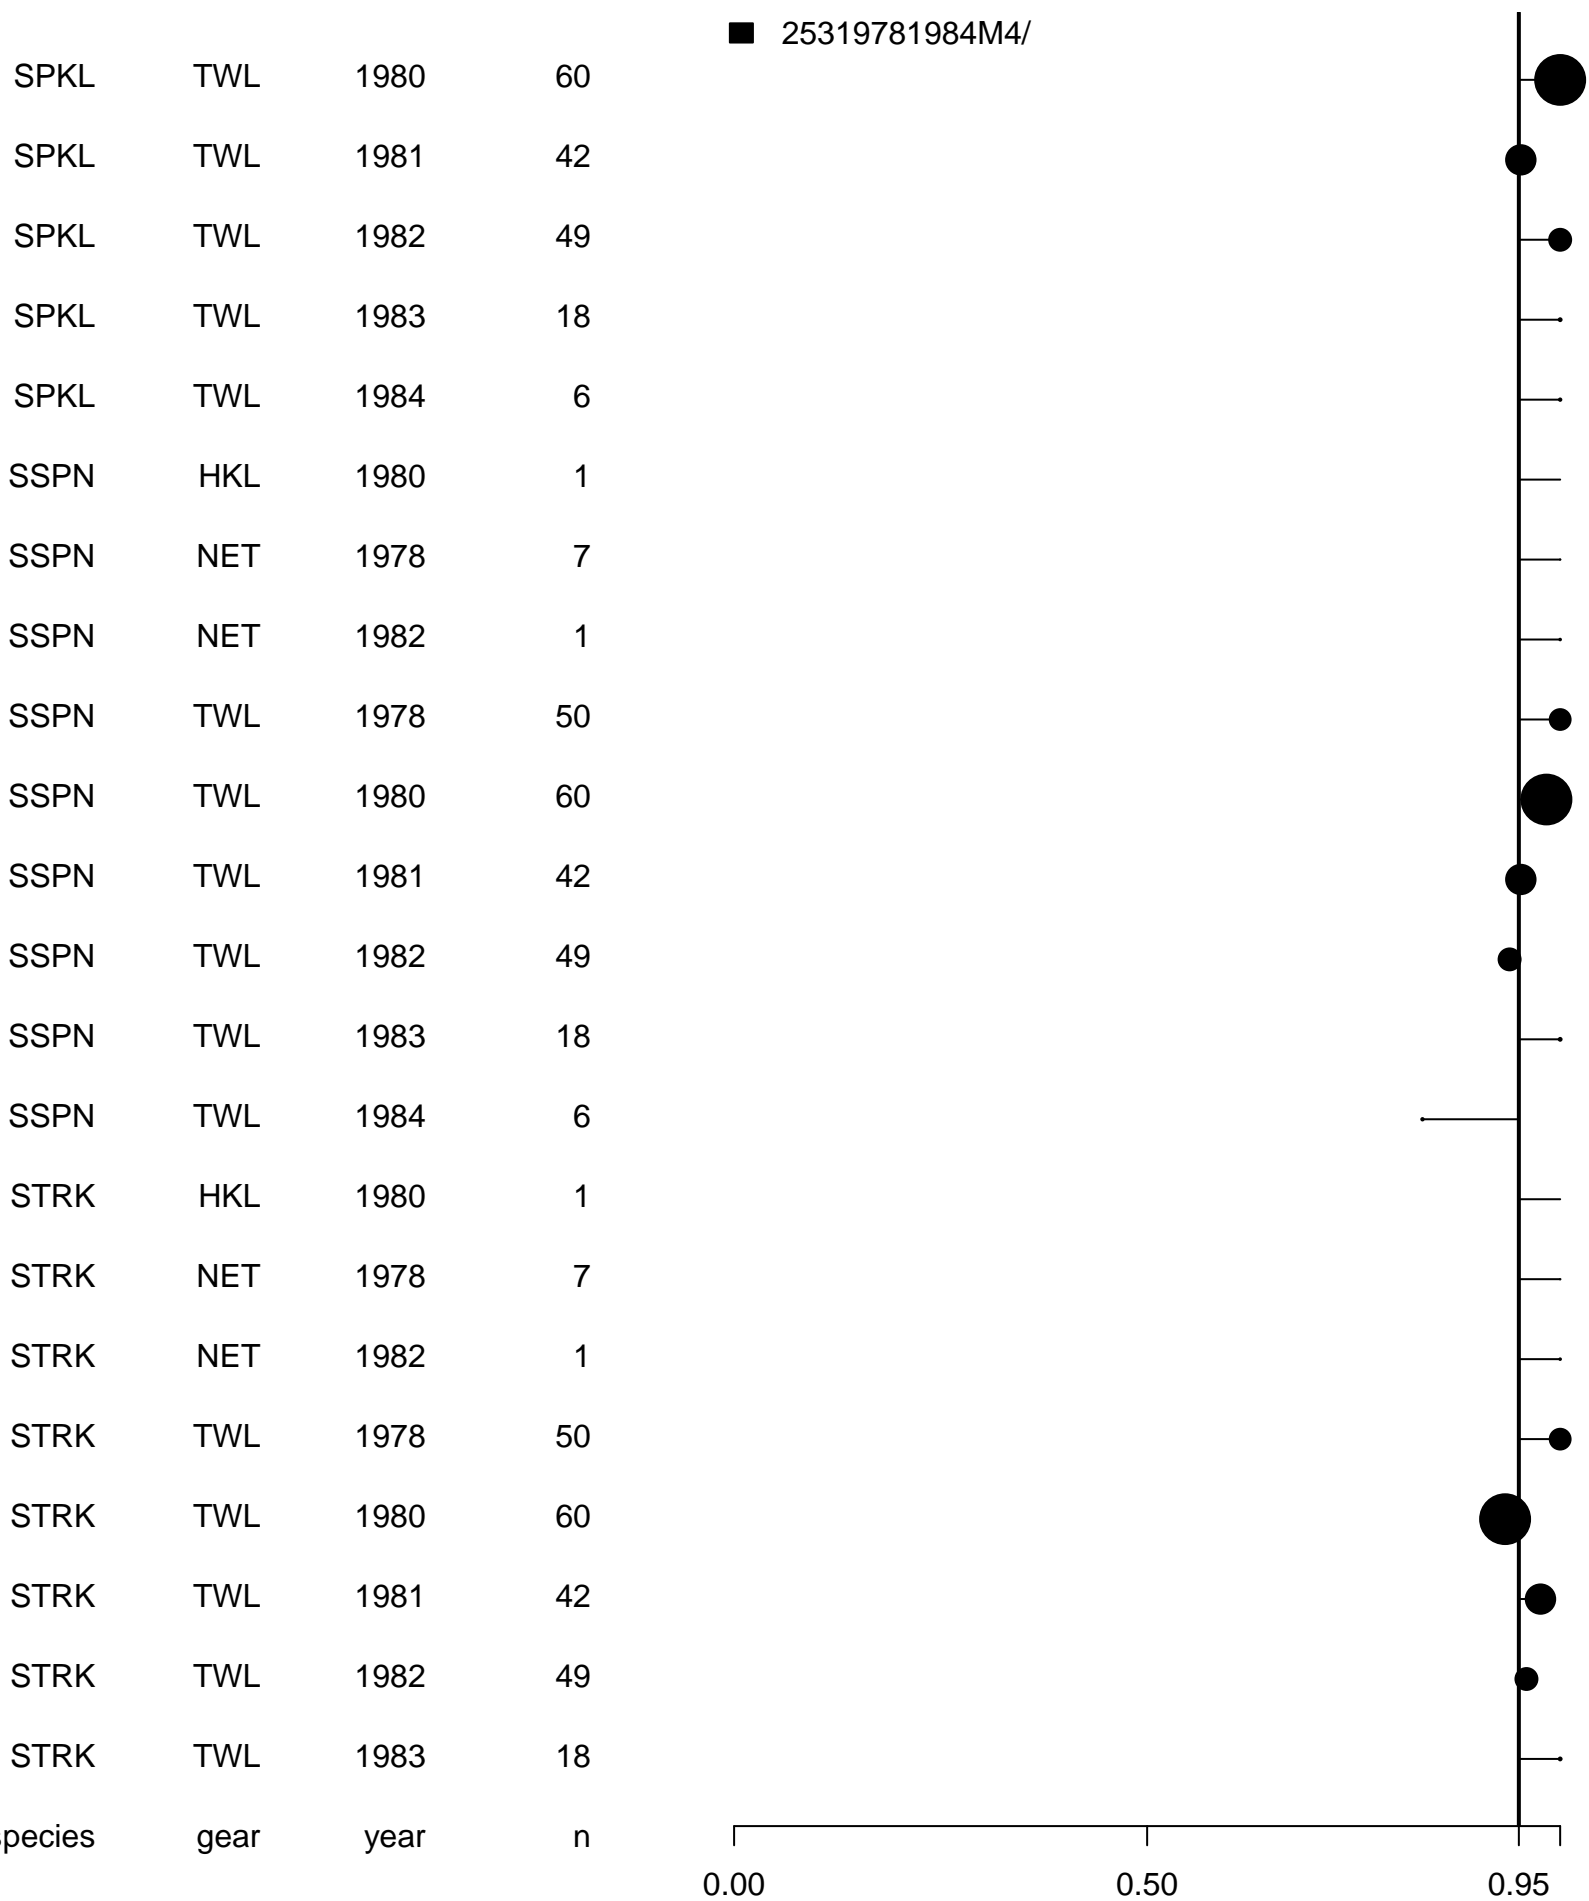 25319781984M4/
SPKL TWL 1980 60
SPKL TWL 1981 42
SPKL TWL 1982 49
SPKL TWL 1983 18
SPKL TWL 1984 6
SSPN HKL 1980 1
SSPN NET 1978 7
SSPN NET 1982 1
SSPN TWL 1978 50
SSPN TWL 1980 60
SSPN TWL 1981 42
SSPN TWL 1982 49
SSPN TWL 1983 18
SSPN TWL 1984 6
STRK HKL 1980 1
STRK NET 1978 7
STRK NET 1982 1
STRK TWL 1978 50
STRK TWL 1980 60
STRK TWL 1981 42
STRK TWL 1982 49
STRK TWL 1983 18
pecies gear year n
0.00 0.50 0.95